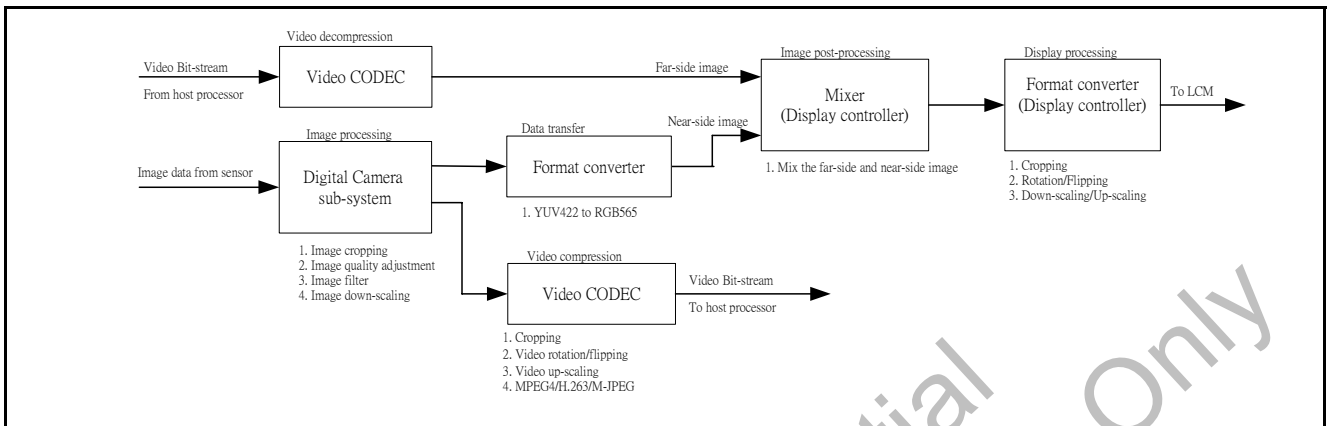 Video decompression
Video CODEC
Video Bit-stream
From host processor
Far-side image
Image post-processing
Mixer
(Display controller)
1. Mix the far-side and near-side image
Display processing
Format converter
(Display controller)
To LCM
1. Cropping
2. Rotation/Flipping
3. Down-scaling/Up-scaling
Image processing
Image data from sensor
Digital Camera
sub-system
1. Image cropping
2. Image quality adjustment
3. Image filter
4. Image down-scaling
Data transfer
Format converter
Near-side image
1. YUV422 to RGB565
Video compression
Video CODEC
Video Bit-stream
To host processor
1. Cropping
2. Video rotation/flipping
3. Video up-scaling
4. MPEG4/H.263/M-JPEG
Only